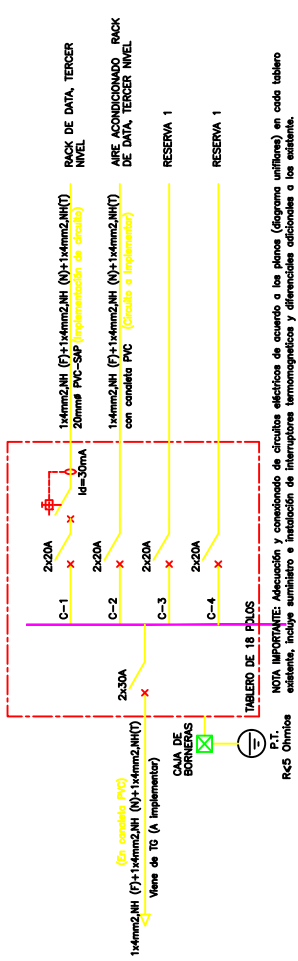 (En canaleta PVC)
1x4mm2,NH (F)+1x4mm2,NH (N)+1x4mm2,NH(T)
Viene de TG (A implementar)
2x30A
C-1
2x20A
Id=30mA
1x4mm2,NH (F)+1x4mm2,NH (N)+1x4mm2,NH(T)
20mmø PVC-SAP (Implementación de circuito)
RACK DE DATA, TERCER
NIVEL
C-2
2x20A
1x4mm2,NH (F)+1x4mm2,NH (N)+1x4mm2,NH(T)
con canaleta PVC (Circuito a implementar)
AIRE ACONDICIONADO RACK
DE DATA, TERCER NIVEL
C-3
2x20A
RESERVA 1
C-4
2x20A
RESERVA 1
TABLERO DE 18 POLOS
CAJA DE
BORNERAS
P.T.
R≤5 Ohmios
NOTA IMPORTANTE: Adecuación y conexionado de circuitos eléctricos de acuerdo a los planos (diagrama unifilares) en cada tablero
existente, incluye suministro e instalación de interruptores termomagneticos y diferenciales adicionales a los existente.